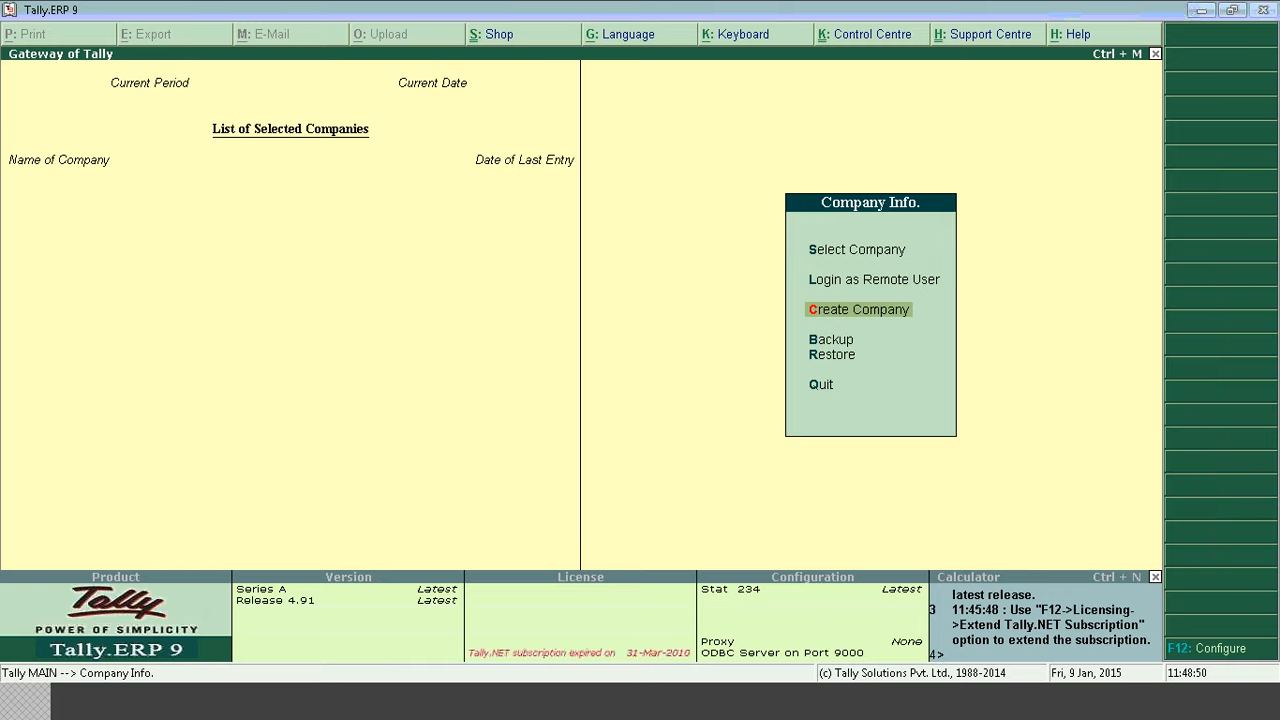 Tally.ERP 9
P: Print E: Export M: E-Mail O: Upload S: Shop G: Language K: Keyboard K: Control Centre H: Support Centre H: Help
Gateway of Tally Ctrl + M
Current Period Current Date
List of Selected Companies
Name of Company Date of Last Entry
Company Info.
Select Company
Login as Remote User
Create Company
Backup
Restore
Quit
Product Version License Configuration Calculator Ctrl + N
Tally
POWER OF SIMPLICITY
Tally.ERP 9
Series A Latest
Release 4.91 Latest
Tally.NET subscription expired on 31-Mar-2010
Stat 234 Latest
Proxy None
ODBC Server on Port 9000
latest release.
3 11:45:48 : Use "F12->Licensing-
>Extend Tally.NET Subscription"
option to extend the subscription.
4>
F12: Configure
Tally MAIN --> Company Info. (c) Tally Solutions Pvt. Ltd., 1988-2014 Fri, 9 Jan, 2015 11:48:50